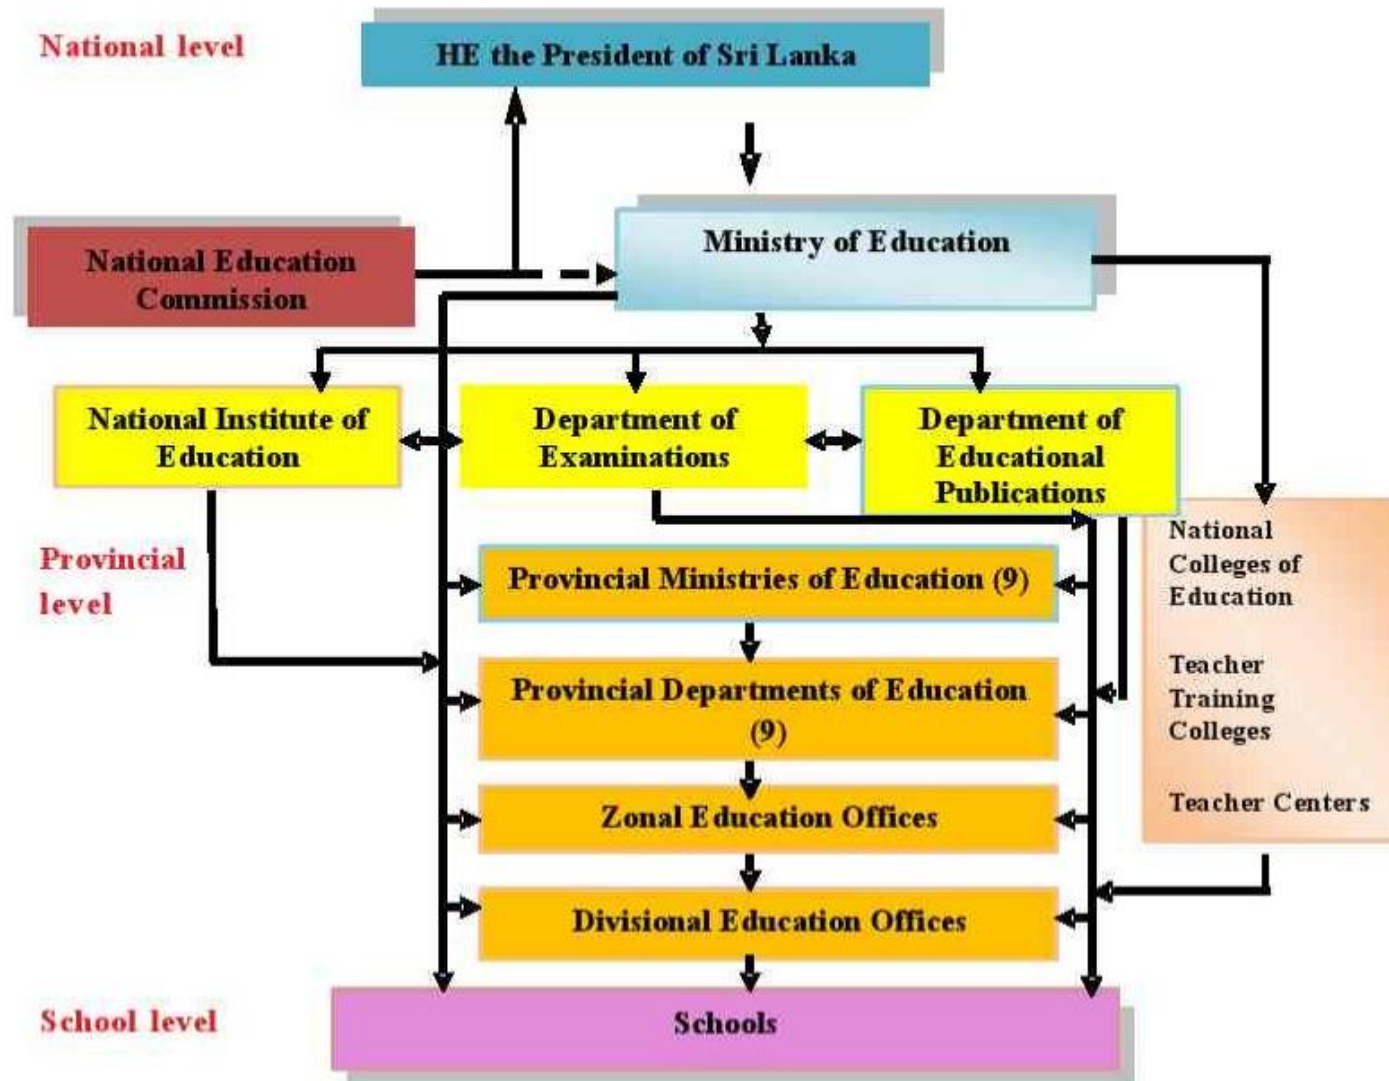 National level
HE the President of Sri Lanka
Ministry of Education
National Education
Commission
National Institute of
Education
Department of
Examinations
Department of
Educational
Publications
National
Colleges of
Education
Teacher
Training
Colleges
Teacher Centers
Provincial
level
Provincial Ministries of Education (9)
Provincial Departments of Education
(9)
Zonal Education Offices
Divisional Education Offices
School level
Schools